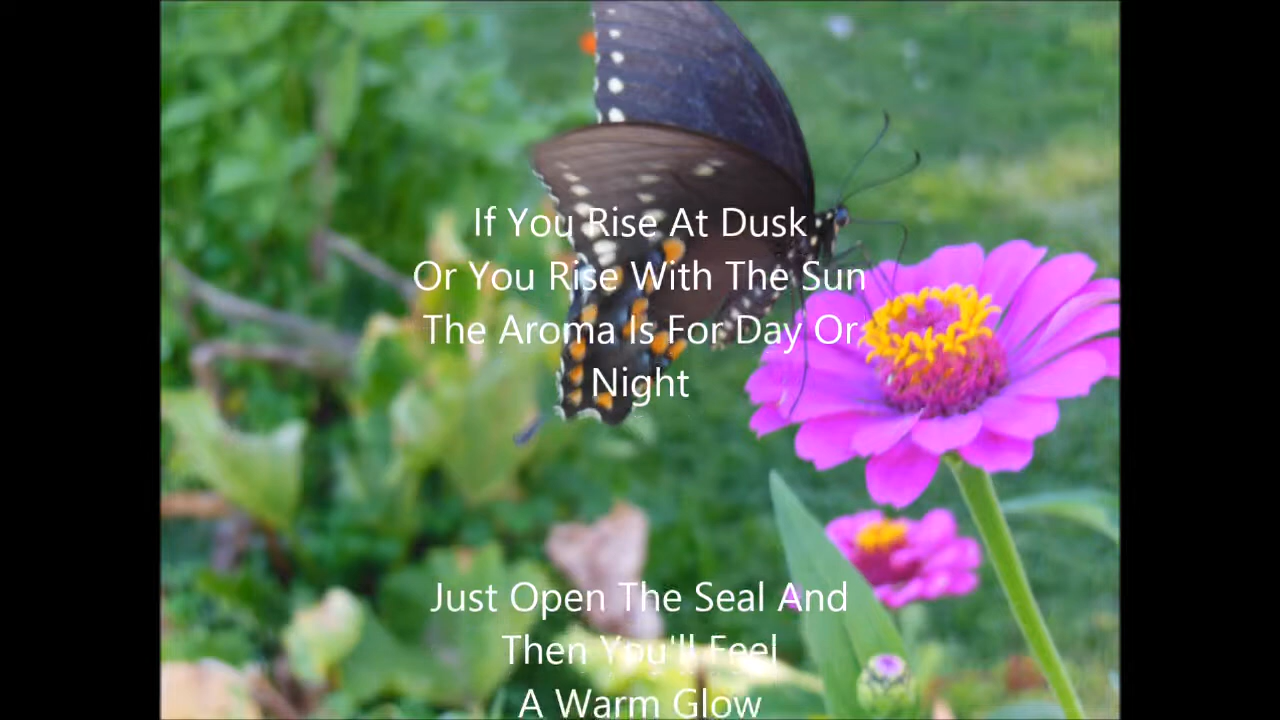 If You Rise At Dusk
Or You Rise With The Sun
The Aroma Is For Day Or
Night
Just Open The Seal And
Then You'll Feel
A Warm Glow